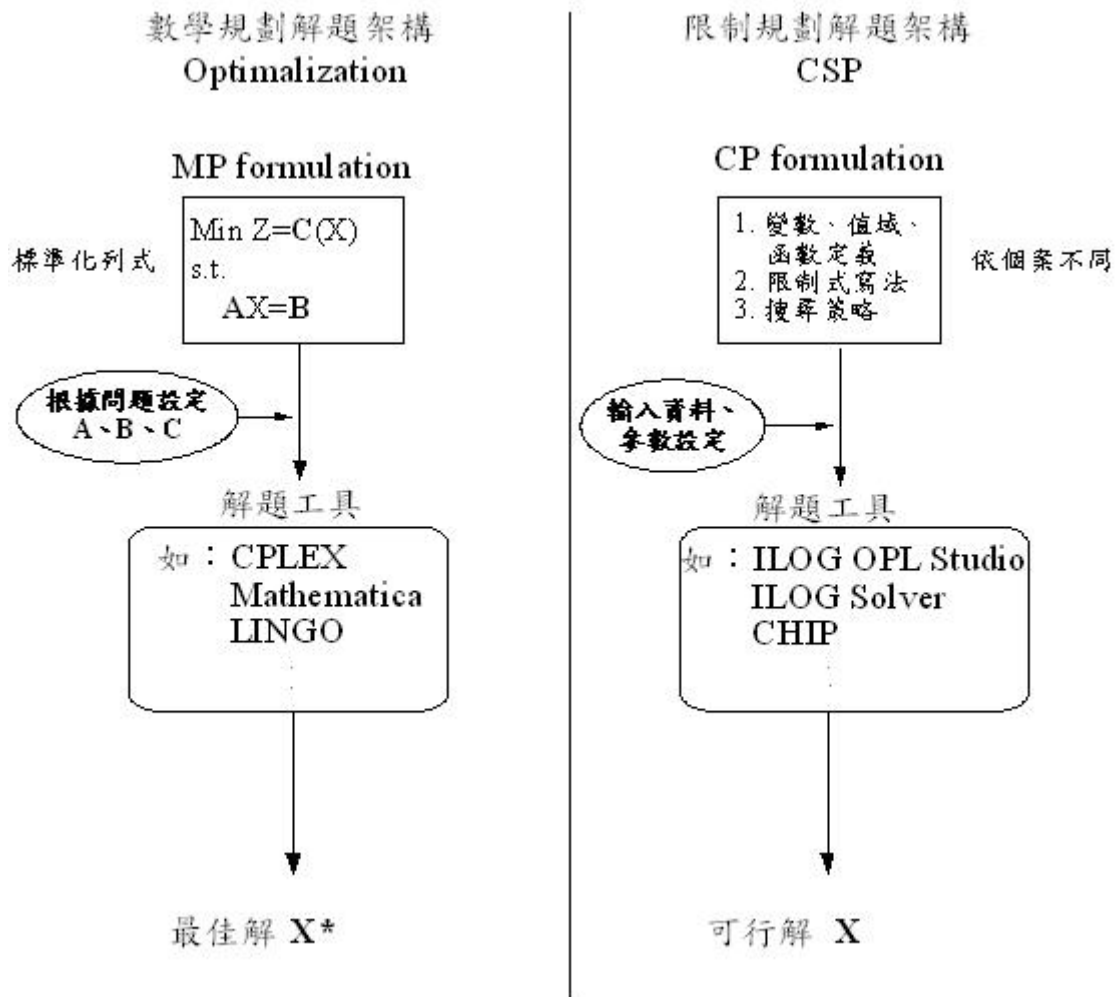 數學規劃解題架構
Optimalization
MP formulation
標準化列式
Min Z=C(X)
s.t.
AX=B
根據問題設定
A、B、C
解題工具
如：CPLEX
Mathematica
LINGO
最佳解 X*
限制規劃解題架構
CSP
CP formulation
1. 變數、值域、
函數定義
2. 限制式寫法
3. 搜尋策略
依個案不同
輸入資料、
參數設定
解題工具
如：ILOG OPL Studio
ILOG Solver
CHIP
可行解 X